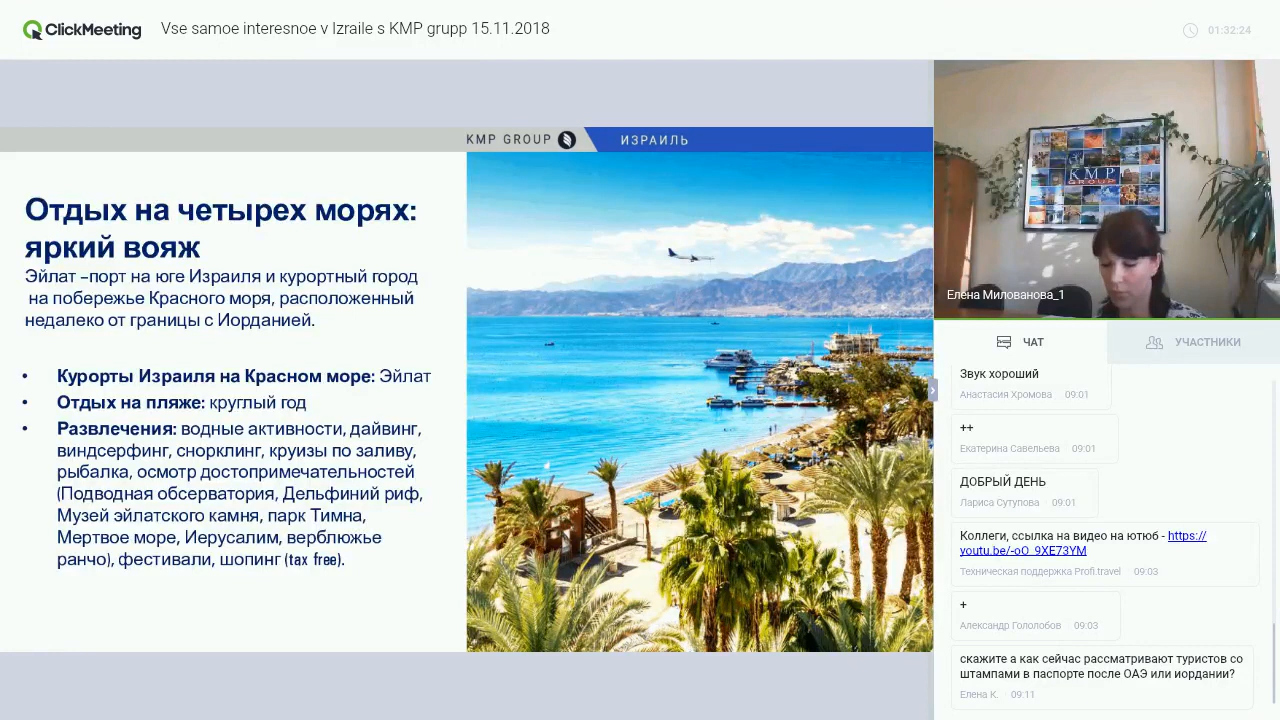 ClickMeeting
Vse samoe interesnoe v Izraile s KMP grupp 15.11.2018
01:32:24
KMP GROUP
ИЗРАИЛЬ
Отдых на четырех морях:
яркий вояж
Эйлат –порт на юге Израиля и курортный город
на побережье Красного моря, расположенный
недалеко от границы с Иорданией.
• Курорты Израиля на Красном море: Эйлат
• Отдых на пляже: круглый год
• Развлечения: водные активности, дайвинг,
виндсерфинг, снорклинг, круизы по заливу,
рыбалка, осмотр достопримечательностей
(Подводная обсерватория, Дельфиний риф,
Музей эйлатского камня, парк Тимна,
Мертвое море, Иерусалим, верблюжье
ранчо), фестивали, шопинг (tax free).
KMP
GROUP
Елена Милованова_1
ЧАТ
УЧАСТНИКИ
Звук хороший
Анастасия Хромова · 09:01
++
Екатерина Савельева · 09:01
ДОБРЫЙ ДЕНЬ
Лариса Сутупова · 09:01
Коллеги, ссылка на видео на ютюб - https://
youtu.be/-oO_9XE73YM
Техническая поддержка Profi.travel · 09:03
+
Александр Гололобов · 09:03
скажите а как сейчас рассматривают туристов со
штампами в паспорте после ОАЭ или иордании?
Елена К. · 09:11